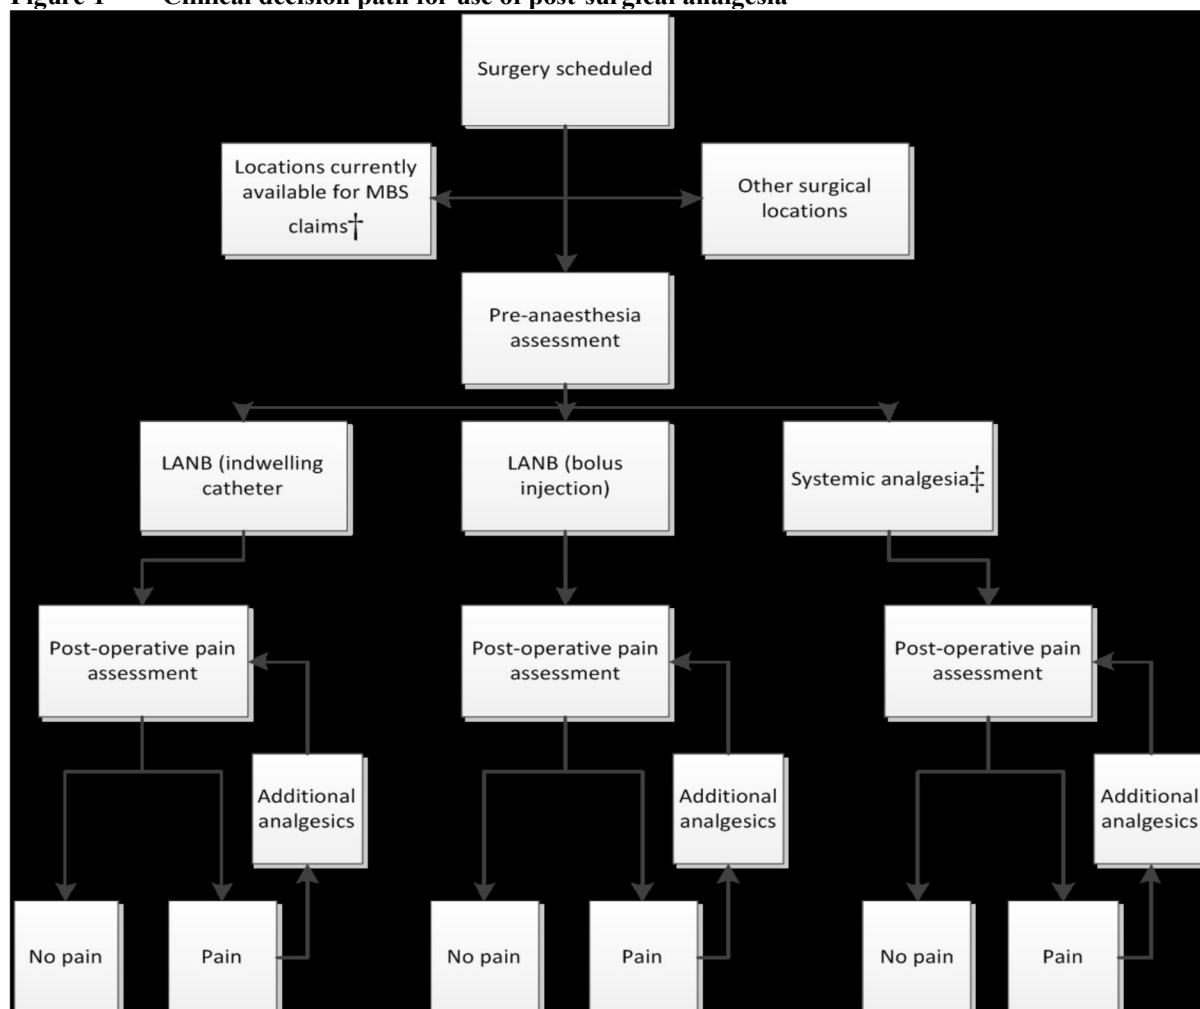 Figure 1 Clinical decision path for use of post-surgical analgesia
Surgery scheduled
Locations currently
available for MBS
claims†
Other surgical
locations
Pre-anaesthesia
assessment
LANB (indwelling
catheter
LANB (bolus
injection)
Systemic analgesia‡
Post-operative pain
assessment
Post-operative pain
assessment
Post-operative pain
assessment
Additional
analgesics
Additional
analgesics
Additional
analgesics
No pain
Pain
No pain
Pain
No pain
Pain